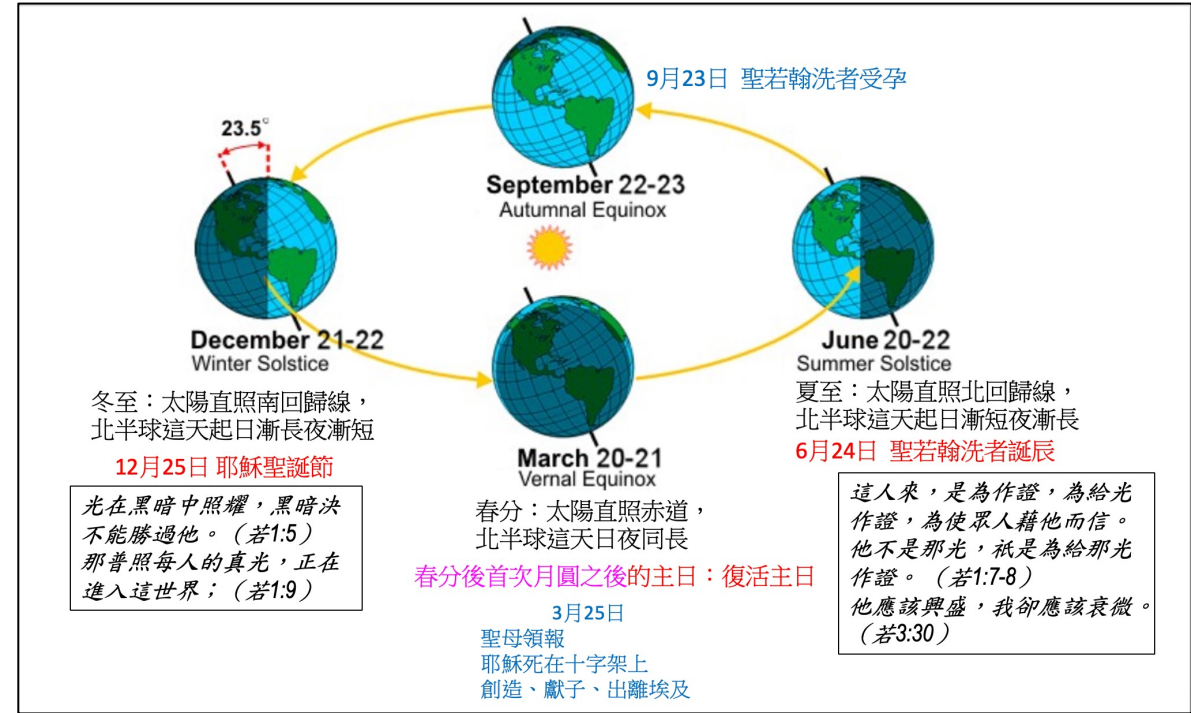 9月23日 聖若翰洗者受孕
23.5°
September 22-23
Autumnal Equinox
December 21-22
Winter Solstice
冬至：太陽直照南回歸線，
北半球這天起日漸長夜漸短
12月25日 耶穌聖誕節
光在黑暗中照耀，黑暗決
不能勝過他。（若1:5）
那普照每人的真光，正在
進入這世界；（若1:9）
March 20-21
Vernal Equinox
春分：太陽直照赤道，
北半球這天日夜同長
春分後首次月圓之後的主日：復活主日
3月25日
聖母領報
耶穌死在十字架上
創造、獻子、出離埃及
June 20-22
Summer Solstice
夏至：太陽直照北回歸線，
北半球這天起日漸短夜漸長
6月24日 聖若翰洗者誕辰
這人來，是為作證，為給光
作證，為使眾人藉他而信。
他不是那光，祇是為給那光
作證。（若1:7-8）
他應該興盛，我卻應該衰微。
（若3:30）